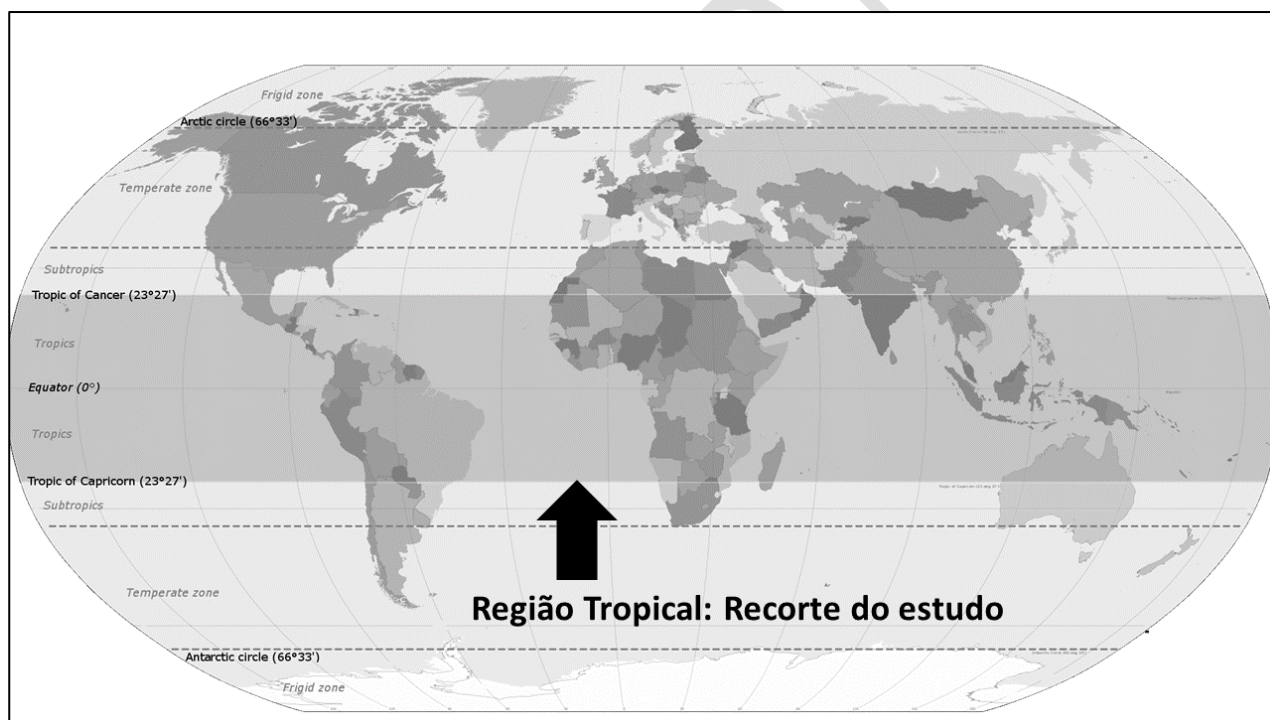 Frigid zone
Arctic circle (66°33')
Temperate zone
Subtropics
Tropic of Cancer (23°27')
Tropics
Equator (0°)
Tropics
Tropic of Capricorn (23°27')
Subtropics
Temperate zone
Região Tropical: Recorte do estudo
Antarctic circle (66°33')
Frigid zone